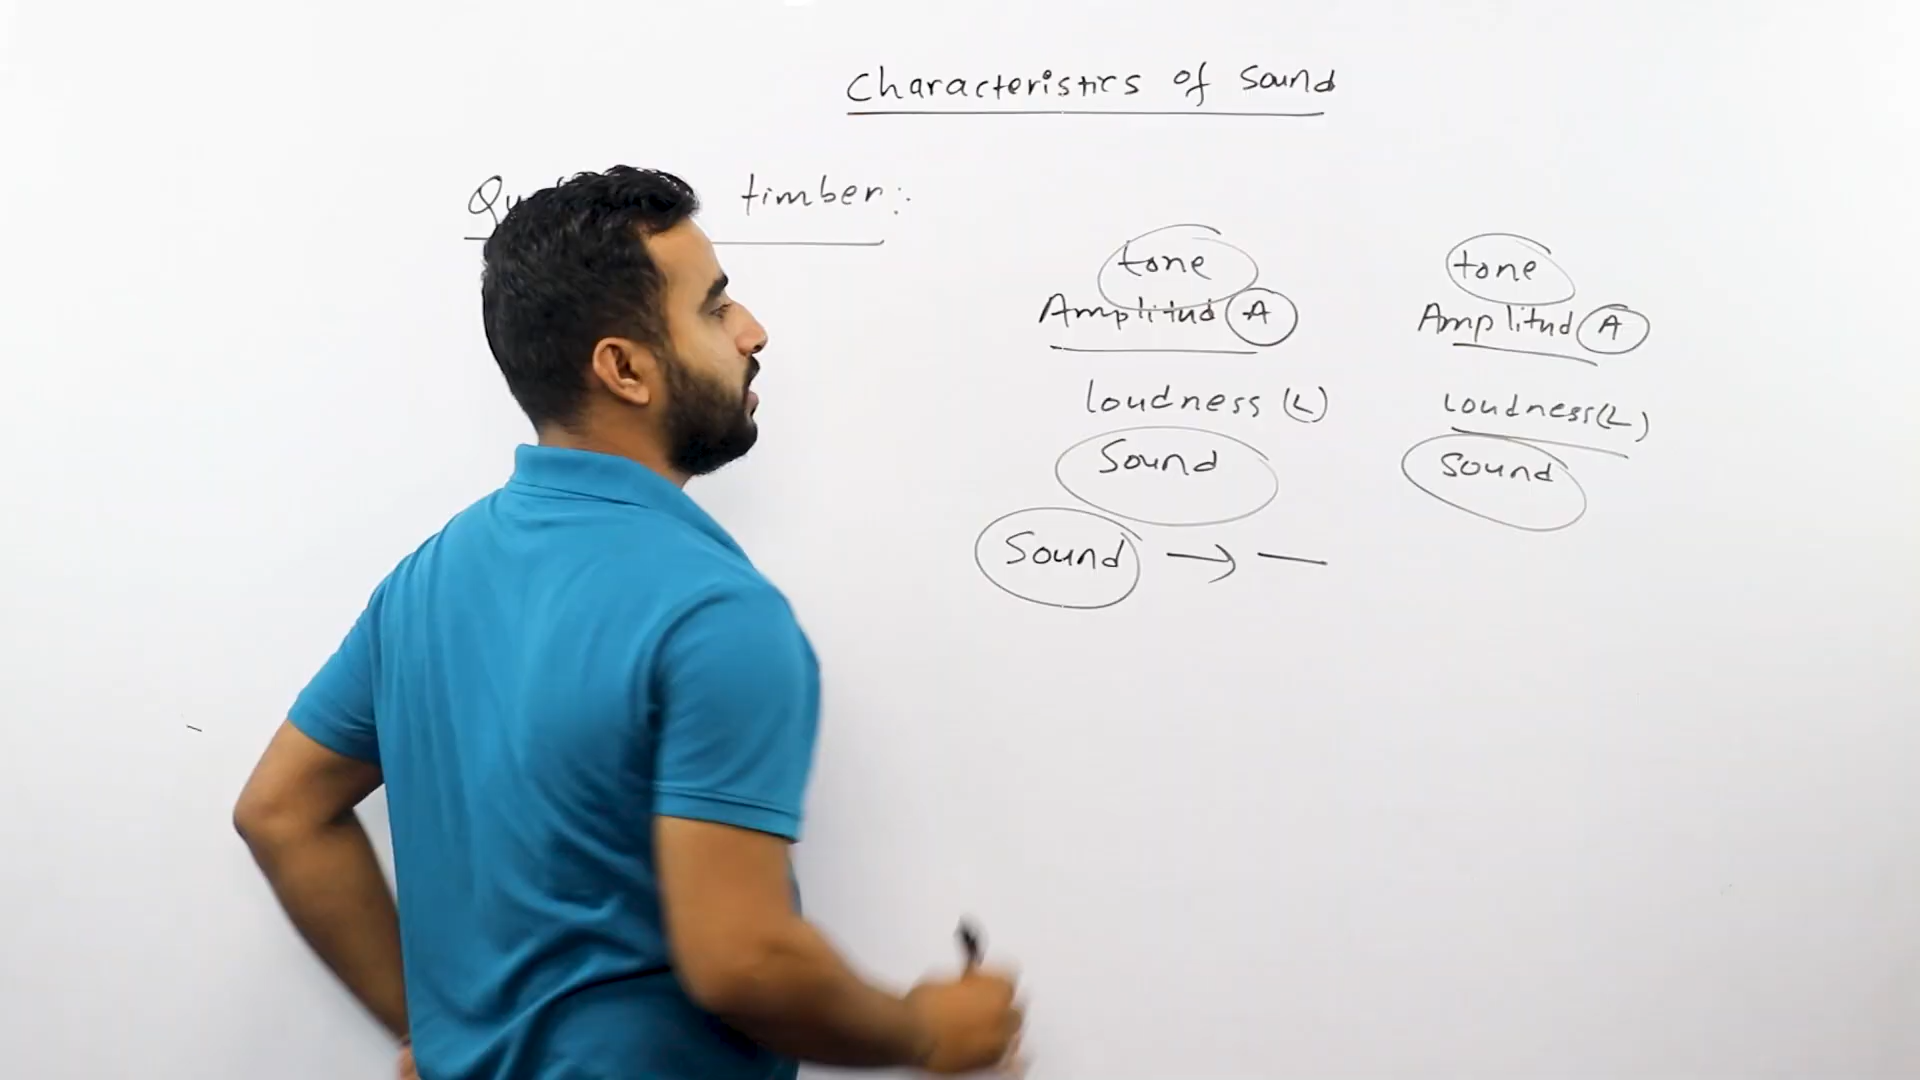 Characteristics of Sound
timber:
tone
Amplitud A
loudness (L)
Sound
Sound → —
tone
Amplitud A
Loudness (L)
Sound